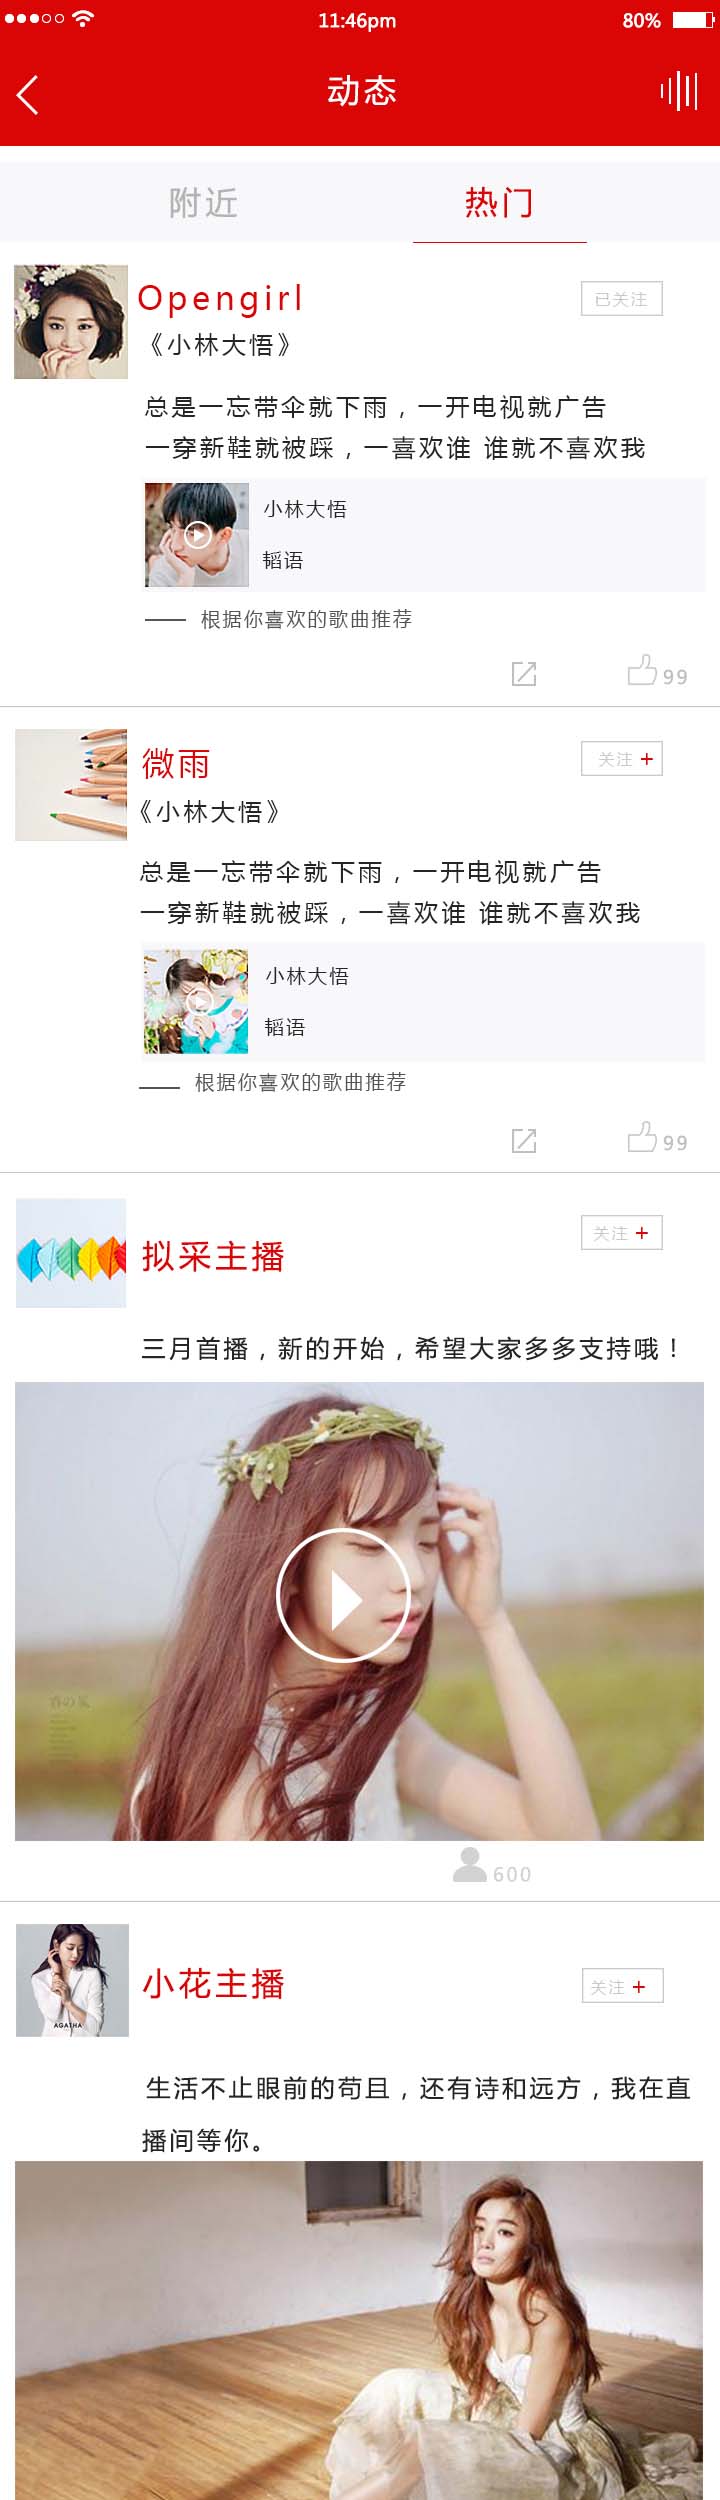 11:46pm
80%
动态
附近
热门
Opengirl
已关注
《小林大悟》
总是一忘带伞就下雨，一开电视就广告
一穿新鞋就被踩，一喜欢谁 谁就不喜欢我
小林大悟
韬语
—— 根据你喜欢的歌曲推荐
99
微雨
关注+
《小林大悟》
总是一忘带伞就下雨，一开电视就广告
一穿新鞋就被踩，一喜欢谁 谁就不喜欢我
小林大悟
韬语
—— 根据你喜欢的歌曲推荐
99
拟采主播
关注+
三月首播，新的开始，希望大家多多支持哦！
600
AGATHA
小花主播
关注+
生活不止眼前的苟且，还有诗和远方，我在直
播间等你。